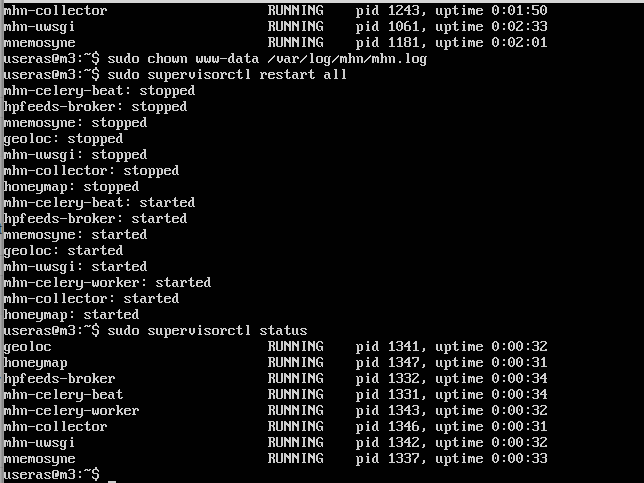 mhn-collector RUNNING pid 1243, uptime 0:01:50
mhn-uwsgi RUNNING pid 1061, uptime 0:02:33
mnemosyne RUNNING pid 1181, uptime 0:02:01
useras@m3:~$ sudo chown www-data /var/log/mhn/mhn.log
useras@m3:~$ sudo supervisorctl restart all
mhn-celery-beat: stopped
hpfeeds-broker: stopped
mnemosyne: stopped
geoloc: stopped
mhn-uwsgi: stopped
mhn-collector: stopped
honeymap: stopped
mhn-celery-beat: started
hpfeeds-broker: started
mnemosyne: started
geoloc: started
mhn-uwsgi: started
mhn-celery-worker: started
mhn-collector: started
honeymap: started
useras@m3:~$ sudo supervisorctl status
geoloc RUNNING pid 1341, uptime 0:00:32
honeymap RUNNING pid 1347, uptime 0:00:31
hpfeeds-broker RUNNING pid 1332, uptime 0:00:34
mhn-celery-beat RUNNING pid 1331, uptime 0:00:34
mhn-celery-worker RUNNING pid 1343, uptime 0:00:32
mhn-collector RUNNING pid 1346, uptime 0:00:31
mhn-uwsgi RUNNING pid 1342, uptime 0:00:32
mnemosyne RUNNING pid 1337, uptime 0:00:33
useras@m3:~$ _